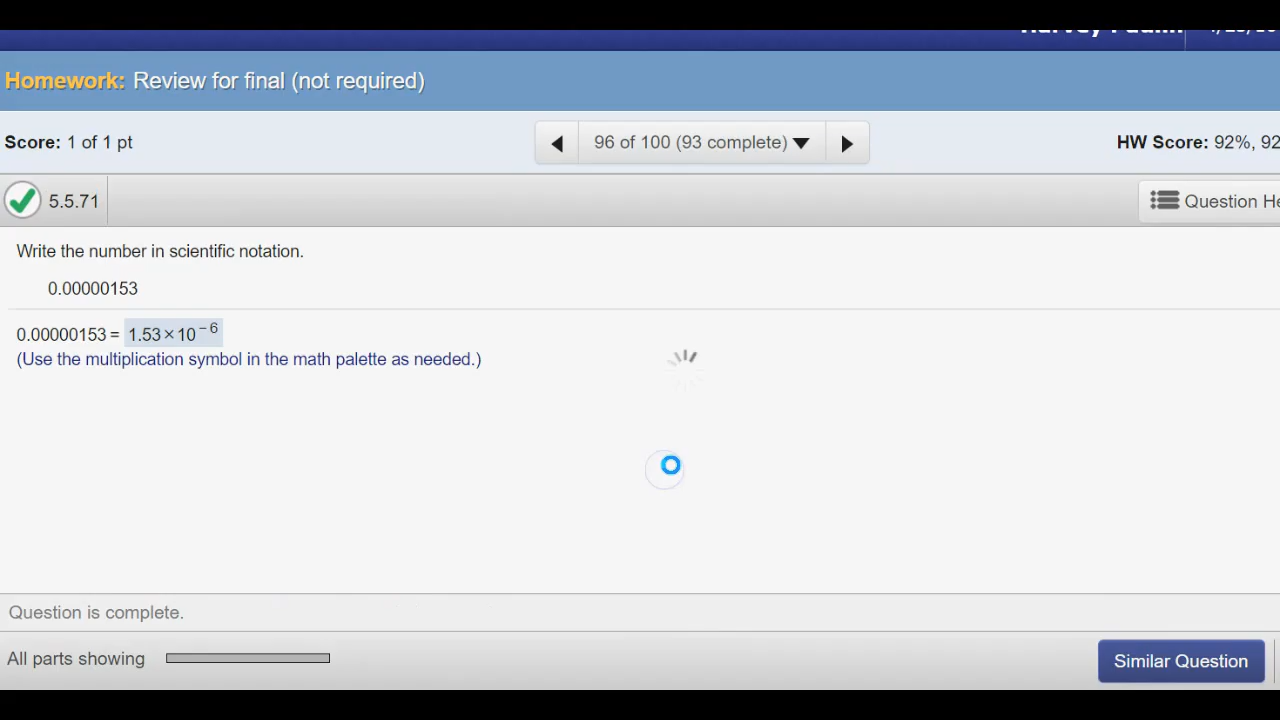 Homework: Review for final (not required)
Score: 1 of 1 pt
96 of 100 (93 complete)
HW Score: 92%, 92
5.5.71
Question He
Write the number in scientific notation.
0.00000153
0.00000153 = 1.53×10⁻⁶
(Use the multiplication symbol in the math palette as needed.)
Question is complete.
All parts showing
Similar Question